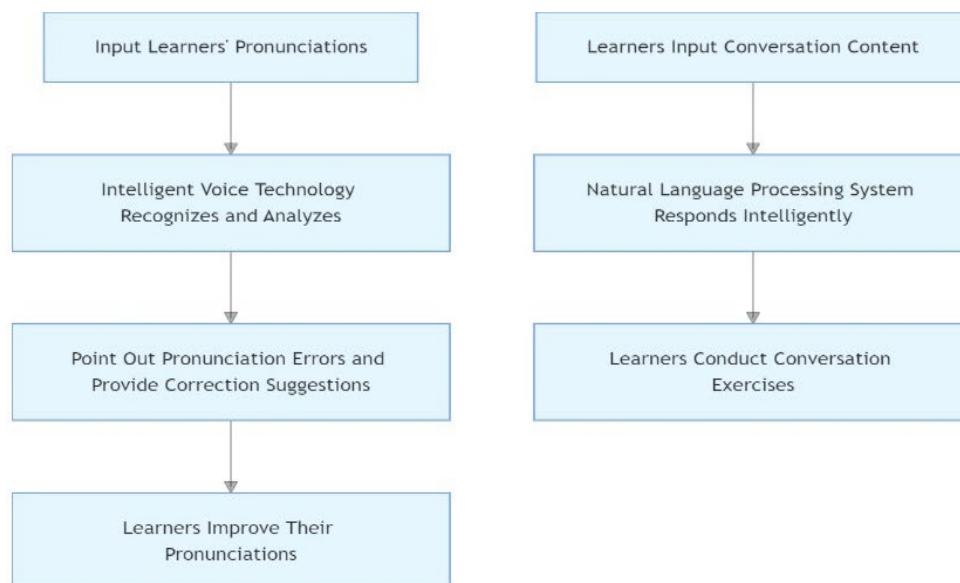 Input Learners' Pronunciations
Intelligent Voice Technology
Recognizes and Analyzes
Point Out Pronunciation Errors and
Provide Correction Suggestions
Learners Improve Their
Pronunciations
Learners Input Conversation Content
Natural Language Processing System
Responds Intelligently
Learners Conduct Conversation
Exercises